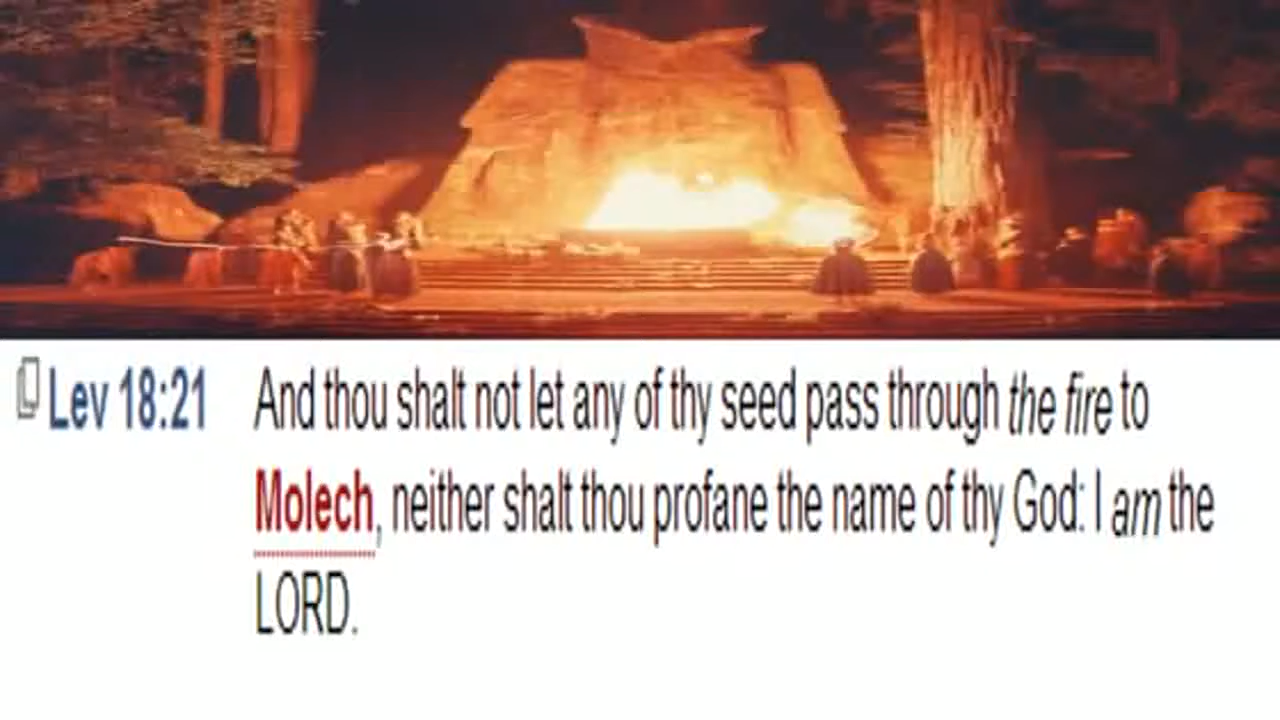 Lev 18:21 And thou shalt not let any of thy seed pass through the fire to
Molech, neither shalt thou profane the name of thy God: I am the
LORD.